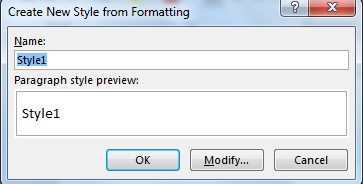 Create New Style from Formatting
?
Name:
Style1
Paragraph style preview:
Style1
OK Modify... Cancel